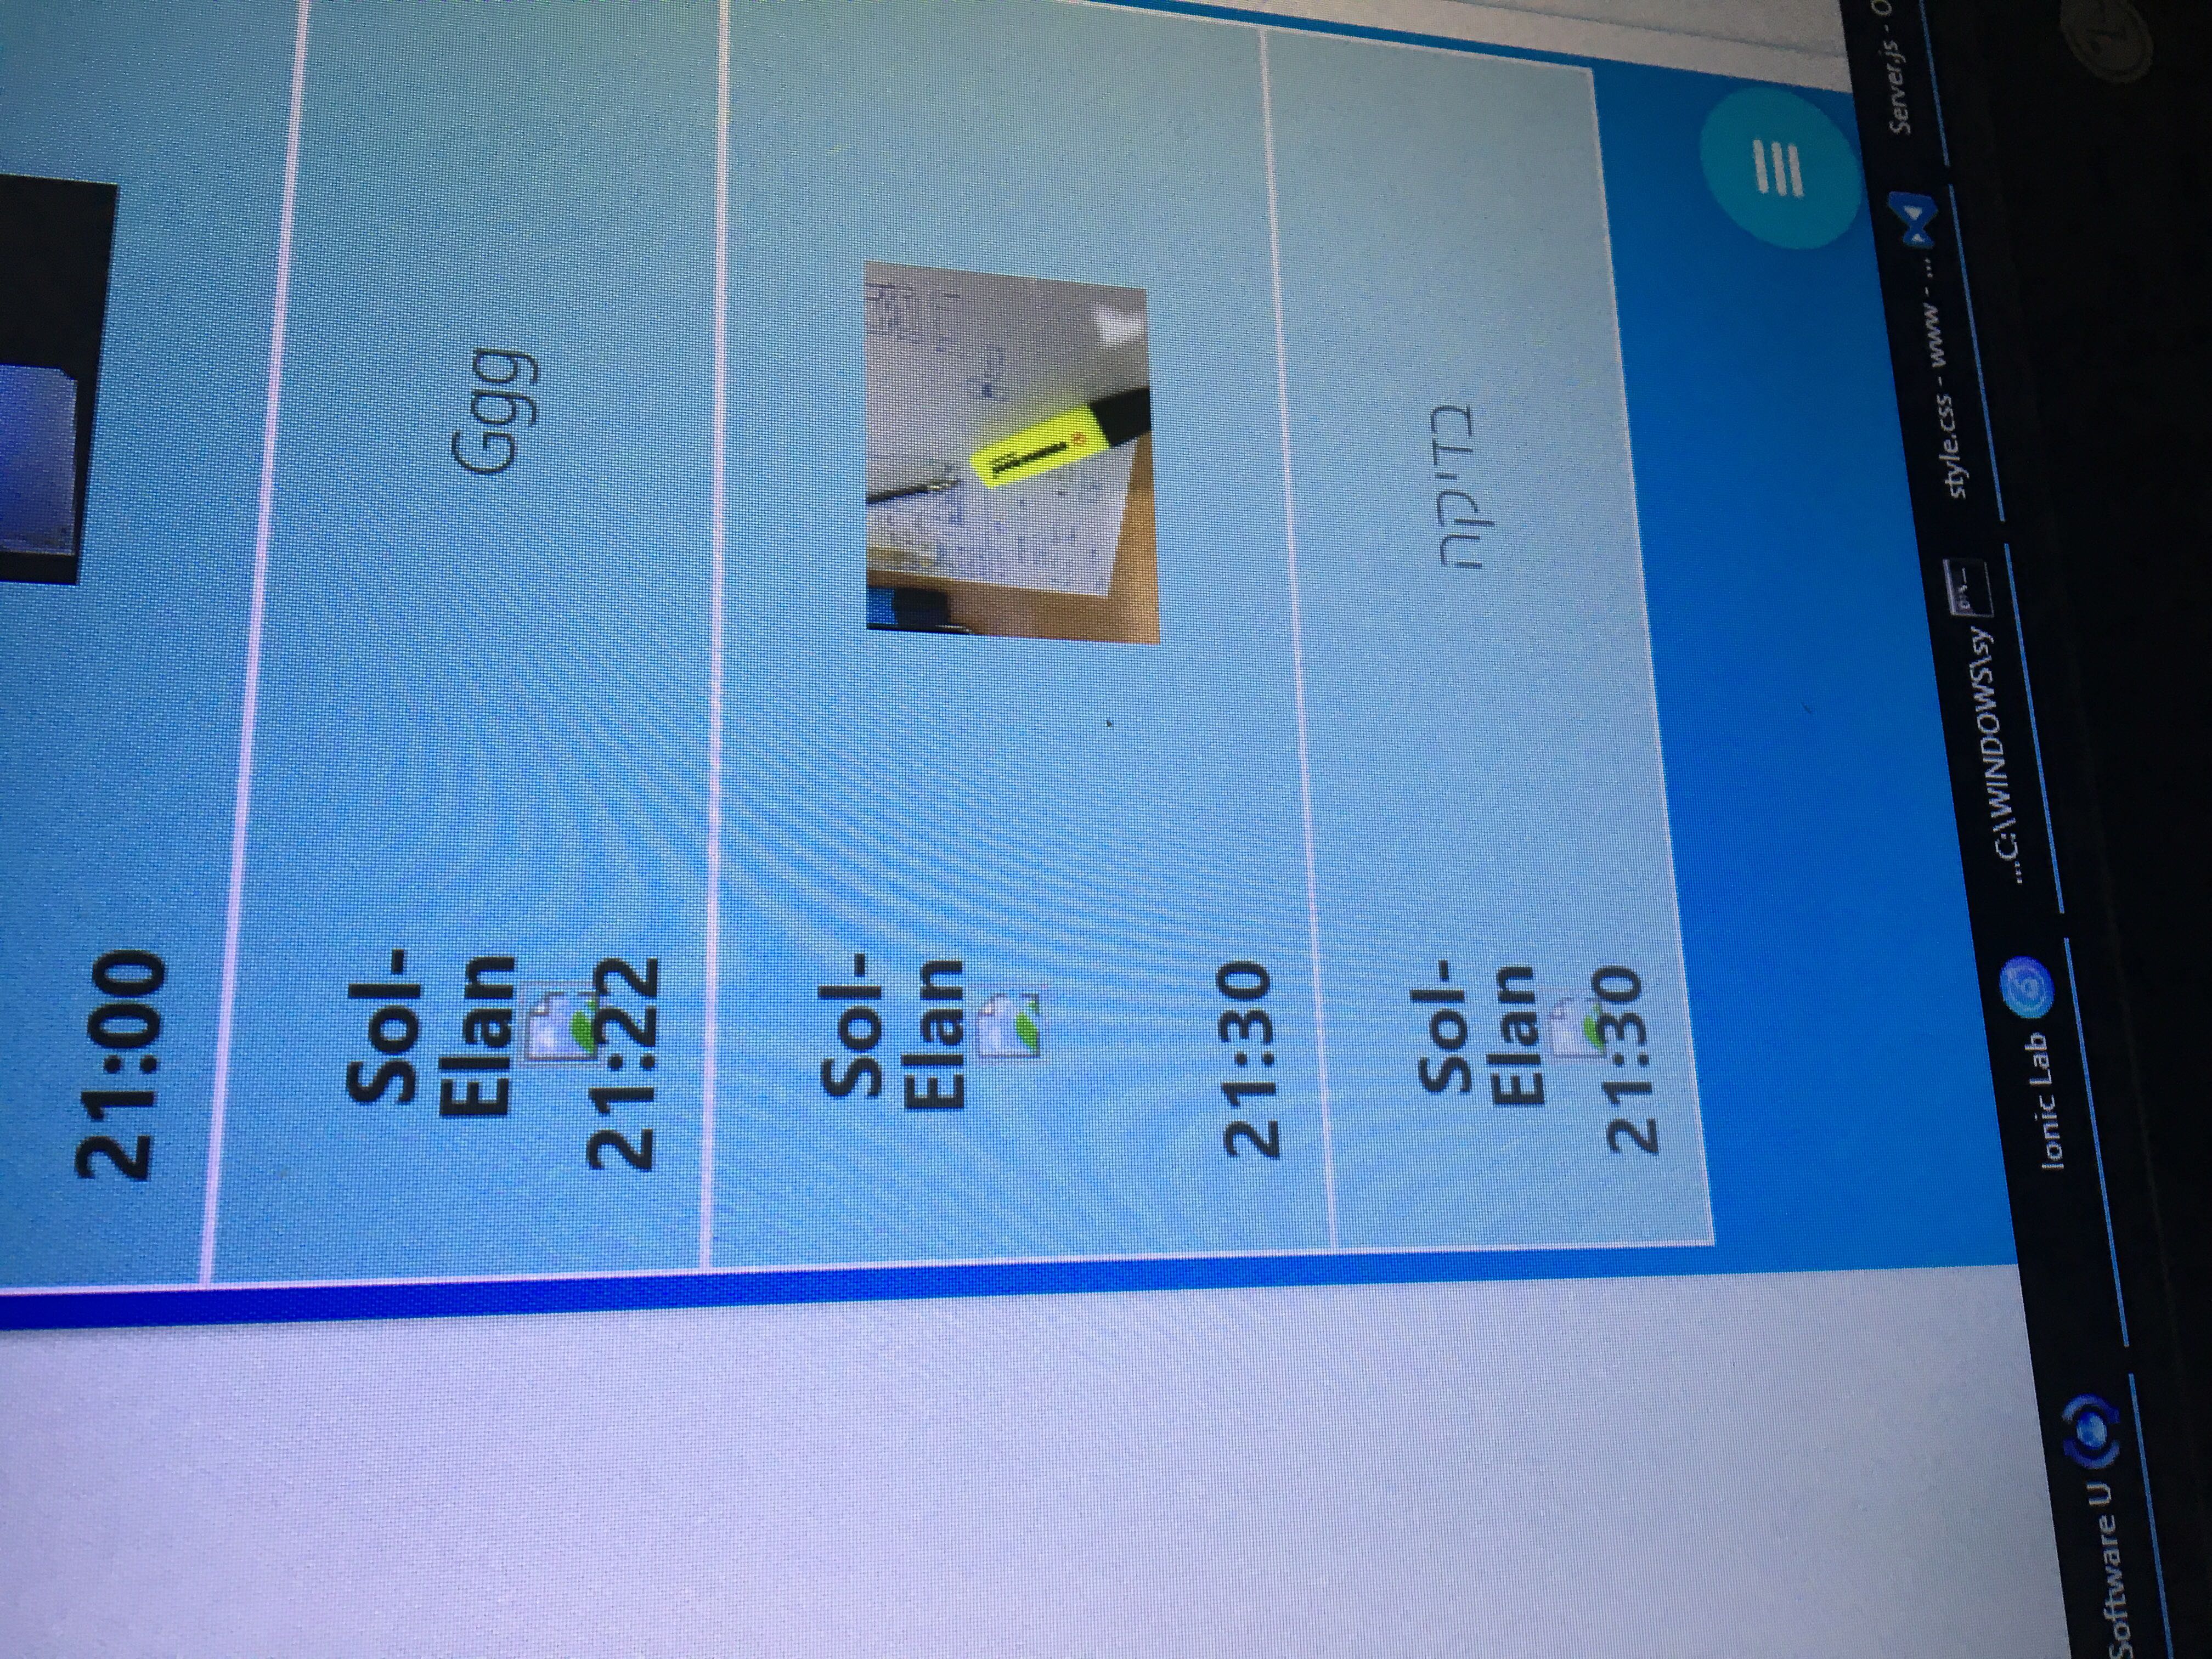 21:00
Sol-
Elan
Ggg
21:22
Sol-
Elan
21:30
Sol-
Elan
בדיקה
21:30
Software U
Ionic Lab
...C:\WINDOWS\sy
style.css - www - ...
Server.js - O